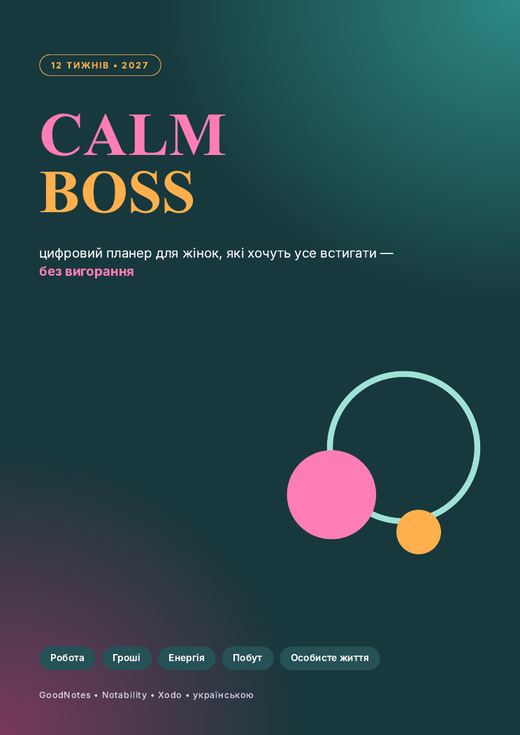 12 ТИЖНІВ • 2027
CALM
BOSS
цифровий планер для жінок, які хочуть усе встигати —
без вигорання
Робота Гроші Енергія Побут Особисте життя
GoodNotes • Notability • Xodo • українською